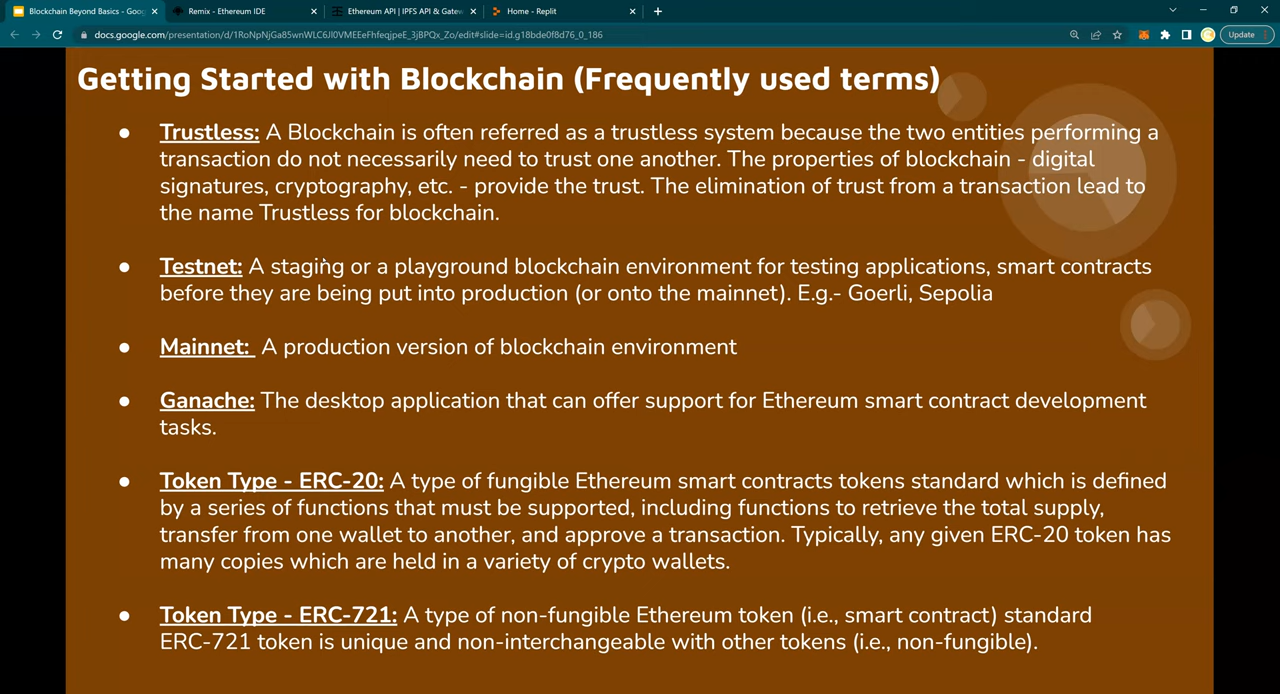 Blockchain Beyond Basics - Goog
Remix - Ethereum IDE
Ethereum API | IPFS API & Gatew
Home - Replit
docs.google.com/presentation/d/1RoNpNjGa85wnWLC6Jl0VMEEeFhfeqjpeE_3jBPQx_Zo/edit#slide=id.g18bde0f8d76_0_186
Update
Getting Started with Blockchain (Frequently used terms)
● Trustless: A Blockchain is often referred as a trustless system because the two entities performing a
transaction do not necessarily need to trust one another. The properties of blockchain - digital
signatures, cryptography, etc. - provide the trust. The elimination of trust from a transaction lead to
the name Trustless for blockchain.
● Testnet: A staging or a playground blockchain environment for testing applications, smart contracts
before they are being put into production (or onto the mainnet). E.g.- Goerli, Sepolia
● Mainnet: A production version of blockchain environment
● Ganache: The desktop application that can offer support for Ethereum smart contract development
tasks.
● Token Type - ERC-20: A type of fungible Ethereum smart contracts tokens standard which is defined
by a series of functions that must be supported, including functions to retrieve the total supply,
transfer from one wallet to another, and approve a transaction. Typically, any given ERC-20 token has
many copies which are held in a variety of crypto wallets.
● Token Type - ERC-721: A type of non-fungible Ethereum token (i.e., smart contract) standard
ERC-721 token is unique and non-interchangeable with other tokens (i.e., non-fungible).